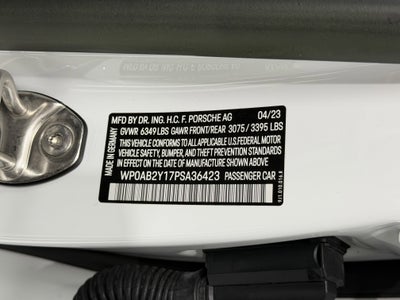 MFD BY DR. ING. H.C. F. PORSCHE AG 04/23
GVWR 6349 LBS GAWR FRONT/REAR 3075/ 3395 LBS
THIS VEHICLE CONFORMS
TO ALL APPLICABLE U.S.FEDERAL MOTOR
VEHICLE SAFETY, BUMPER, AND THEFT PREVENTION STANDARDS
IN EFFECT ON THE DATE OF MANUFACTURE SHOWN ABOVE.
WP0AB2Y17PSA36423 PASSENGER CAR
MADE IN GERMANY